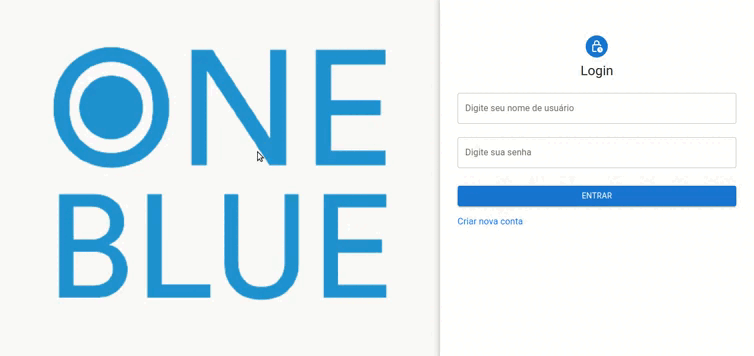 ONE
BLUE
Login
Digite seu nome de usuário
Digite sua senha
ENTRAR
Criar nova conta